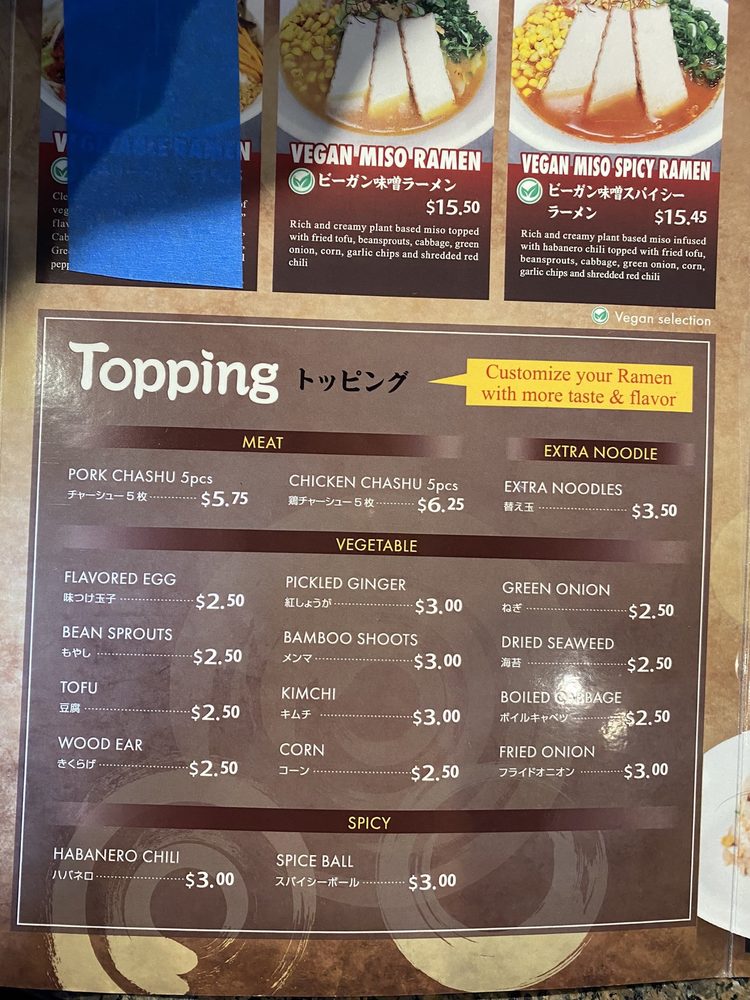 VEGAN MISO RAMEN
ビーガン味噌ラーメン
$15.50
Rich and creamy plant based miso topped
with fried tofu, beansprouts, cabbage, green
onion, corn, garlic chips and shredded red
chili
VEGAN MISO SPICY RAMEN
ビーガン味噌スパイシー
ラーメン $15.45
Rich and creamy plant based miso infused
with habanero chili topped with fried tofu,
beansprouts, cabbage, green onion, corn,
garlic chips and shredded red chili
Vegan selection
Topping トッピング
Customize your Ramen
with more taste & flavor
MEAT
PORK CHASHU 5pcs
チャーシュー 5 枚 $5.75
CHICKEN CHASHU 5pcs
鶏チャーシュー 5 枚 $6.25
EXTRA NOODLE
EXTRA NOODLES
替え玉 $3.50
VEGETABLE
FLAVORED EGG
味つけ玉子 $2.50
PICKLED GINGER
紅しょうが $3.00
GREEN ONION
ねぎ $2.50
BEAN SPROUTS
もやし $2.50
BAMBOO SHOOTS
メンマ $3.00
DRIED SEAWEED
海苔 $2.50
TOFU
豆腐 $2.50
KIMCHI
キムチ $3.00
BOILED CABBAGE
ボイルキャベツ $2.50
WOOD EAR
きくらげ $2.50
CORN
コーン $2.50
FRIED ONION
フライドオニオン $3.00
SPICY
HABANERO CHILI
ハバネロ $3.00
SPICE BALL
スパイシーボール $3.00